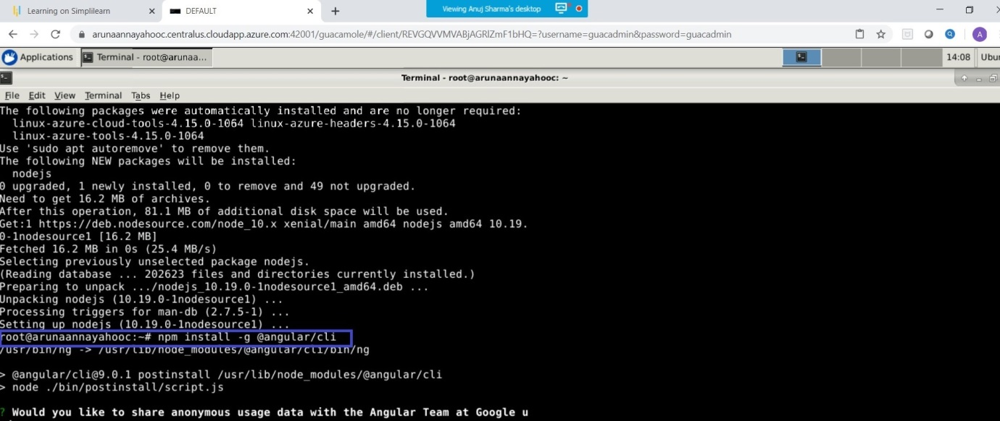 Learning on Simplilearn
DEFAULT
Viewing Anuj Sharma's desktop
arunaannayahooc.centralus.cloudapp.azure.com:42001/guacamole/#/client/REVGQVVMVABjAGRlZmF1bHQ=?username=guacadmin&password=guacadmin
A
Applications
Terminal - root@arunaa...
14:08
Ubu
Terminal - root@arunaannayahooc: ~
File Edit View Terminal Tabs Help
The following packages were automatically installed and are no longer required:
linux-azure-cloud-tools-4.15.0-1064 linux-azure-headers-4.15.0-1064
linux-azure-tools-4.15.0-1064
Use 'sudo apt autoremove' to remove them.
The following NEW packages will be installed:
nodejs
0 upgraded, 1 newly installed, 0 to remove and 49 not upgraded.
Need to get 16.2 MB of archives.
After this operation, 81.1 MB of additional disk space will be used.
Get:1 https://deb.nodesource.com/node_10.x xenial/main amd64 nodejs amd64 10.19.
0-1nodesource1 [16.2 MB]
Fetched 16.2 MB in 0s (25.4 MB/s)
Selecting previously unselected package nodejs.
(Reading database ... 202623 files and directories currently installed.)
Preparing to unpack .../nodejs_10.19.0-1nodesource1_amd64.deb ...
Unpacking nodejs (10.19.0-1nodesource1) ...
Processing triggers for man-db (2.7.5-1) ...
Setting up nodejs (10.19.0-1nodesource1) ...
root@arunaannayahooc:~# npm install -g @angular/cli
/usr/bin/ng -> /usr/lib/node_modules/@angular/cli/bin/ng
> @angular/cli@9.0.1 postinstall /usr/lib/node_modules/@angular/cli
> node ./bin/postinstall/script.js
? Would you like to share anonymous usage data with the Angular Team at Google u